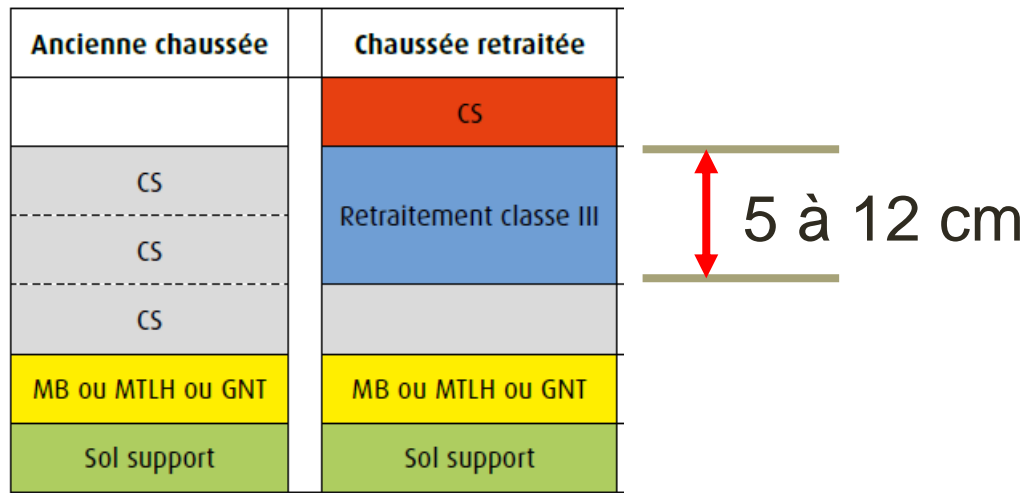 Ancienne chaussée
Chaussée retraitée
CS
CS
Retraitement classe III
5 à 12 cm
CS
CS
MB ou MTLH ou GNT
MB ou MTLH ou GNT
Sol support
Sol support